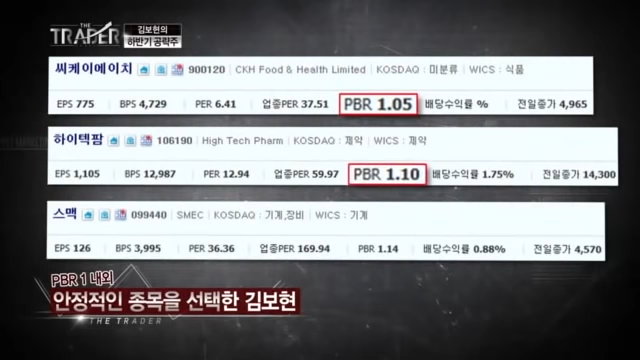 THE
TRADER
김보현의
하반기 공략주
씨케이에이치 900120 | CKH Food & Health Limited | KOSDAQ : 미분류 | WICS : 식품
EPS 775 | BPS 4,729 | PER 6.41 | 업종PER 37.51 | PBR 1.05 | 배당수익률 % | 전일종가 4,965
하이텍팜 106190 | High Tech Pharm | KOSDAQ : 제약 | WICS : 제약
EPS 1,105 | BPS 12,987 | PER 12.94 | 업종PER 59.97 | PBR 1.10 | 배당수익률 1.75% | 전일종가 14,300
스맥 099440 | SMEC | KOSDAQ : 기계,장비 | WICS : 기계
EPS 126 | BPS 3,995 | PER 36.36 | 업종PER 169.94 | PBR 1.14 | 배당수익률 0.88% | 전일종가 4,570
PBR 1 내외
안정적인 종목을 선택한 김보현
THE TRADER